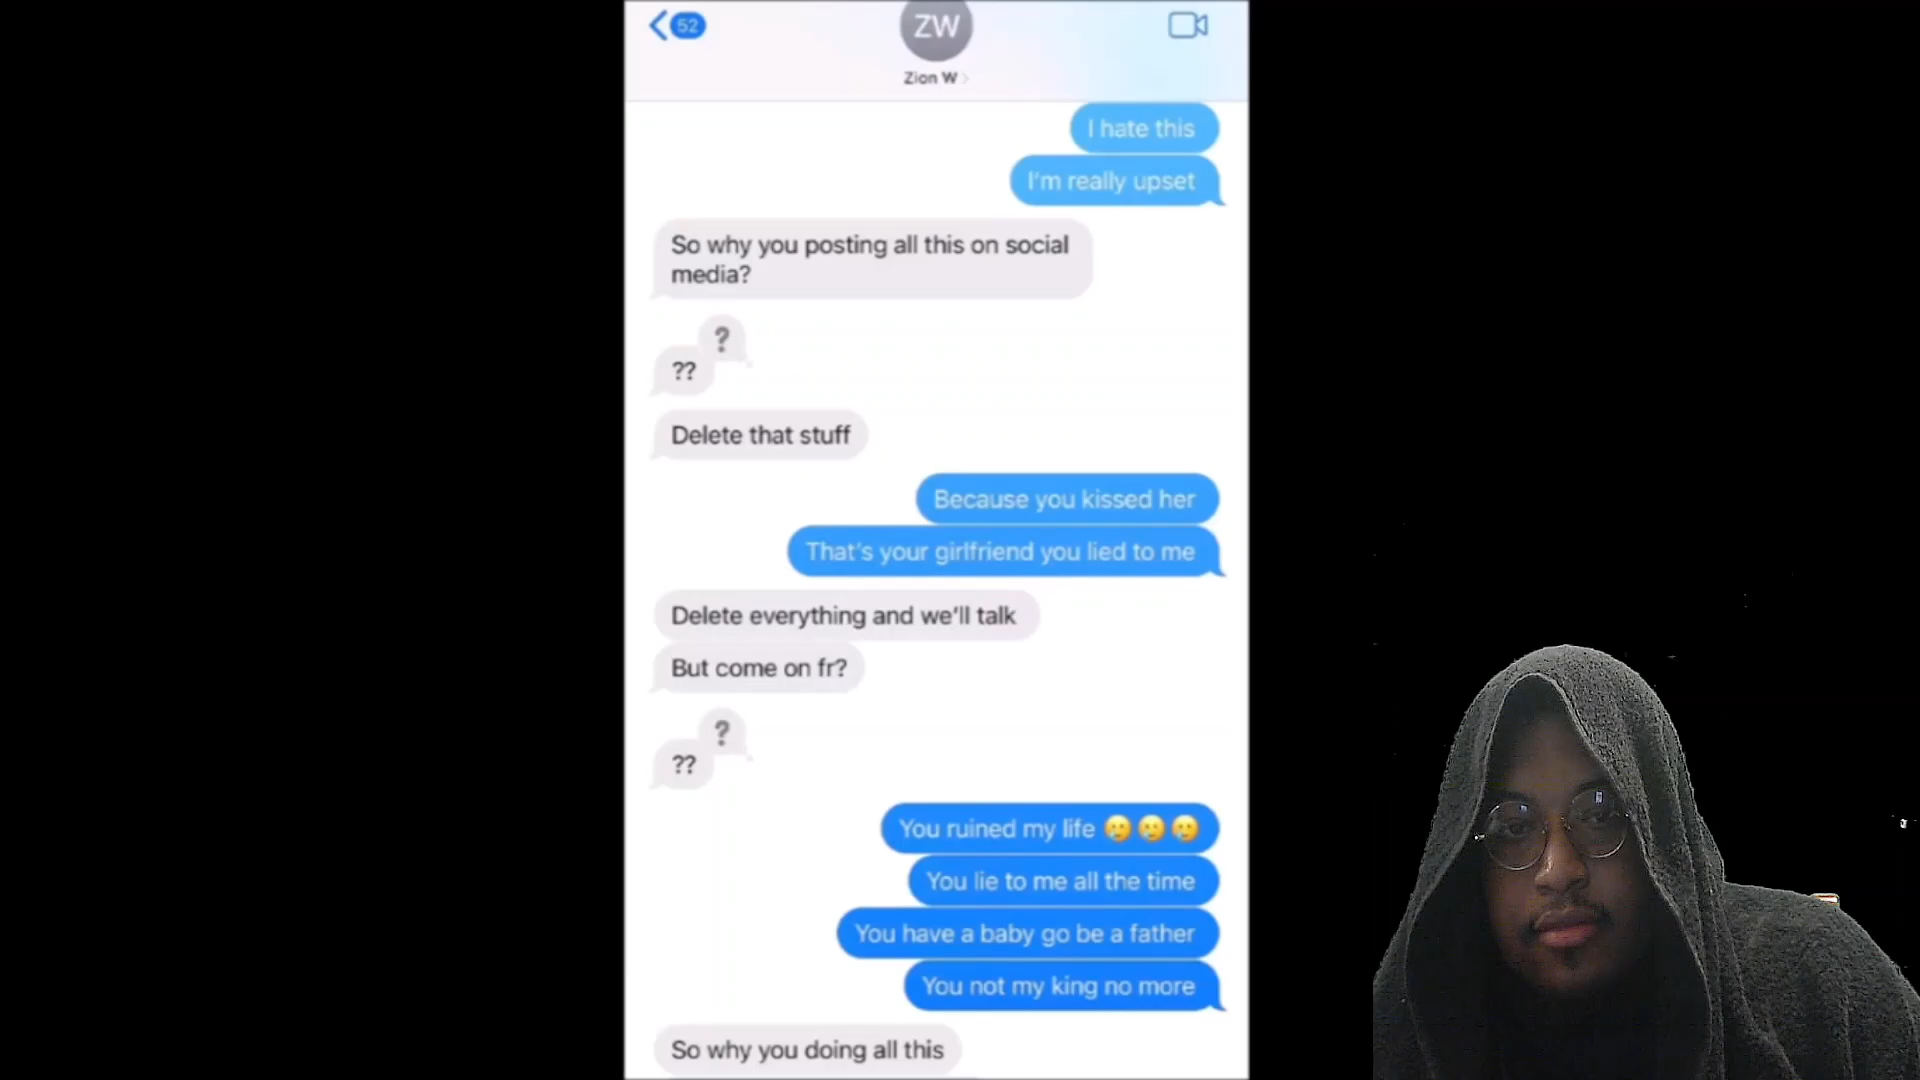 52
ZW
Zion W
I hate this
I'm really upset
So why you posting all this on social
media?
?
??
Delete that stuff
Because you kissed her
That's your girlfriend you lied to me
Delete everything and we'll talk
But come on fr?
?
??
You ruined my life 🥲🥲🥲
You lie to me all the time
You have a baby go be a father
You not my king no more
So why you doing all this